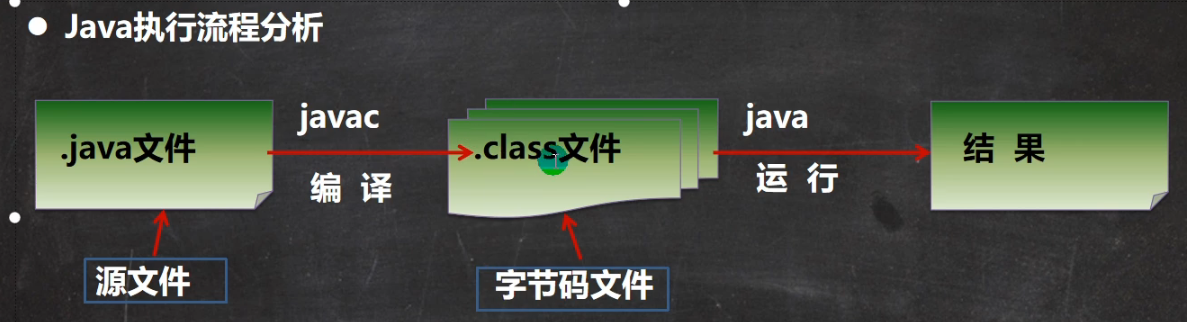 Java执行流程分析
.java文件
javac
编 译
.class文件
java
运 行
结 果
源文件
字节码文件